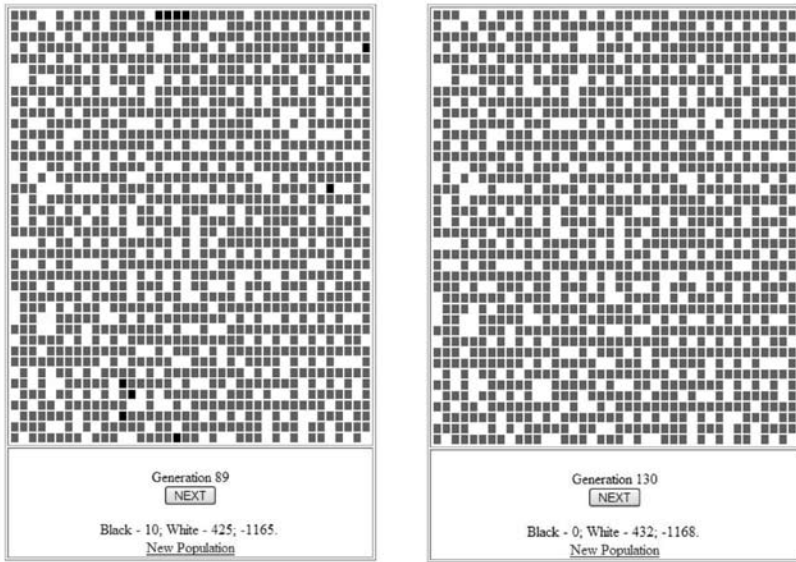 Generation 89
NEXT
Black - 10; White - 425; -1165.
New Population
Generation 130
NEXT
Black - 0; White - 432; -1168.
New Population